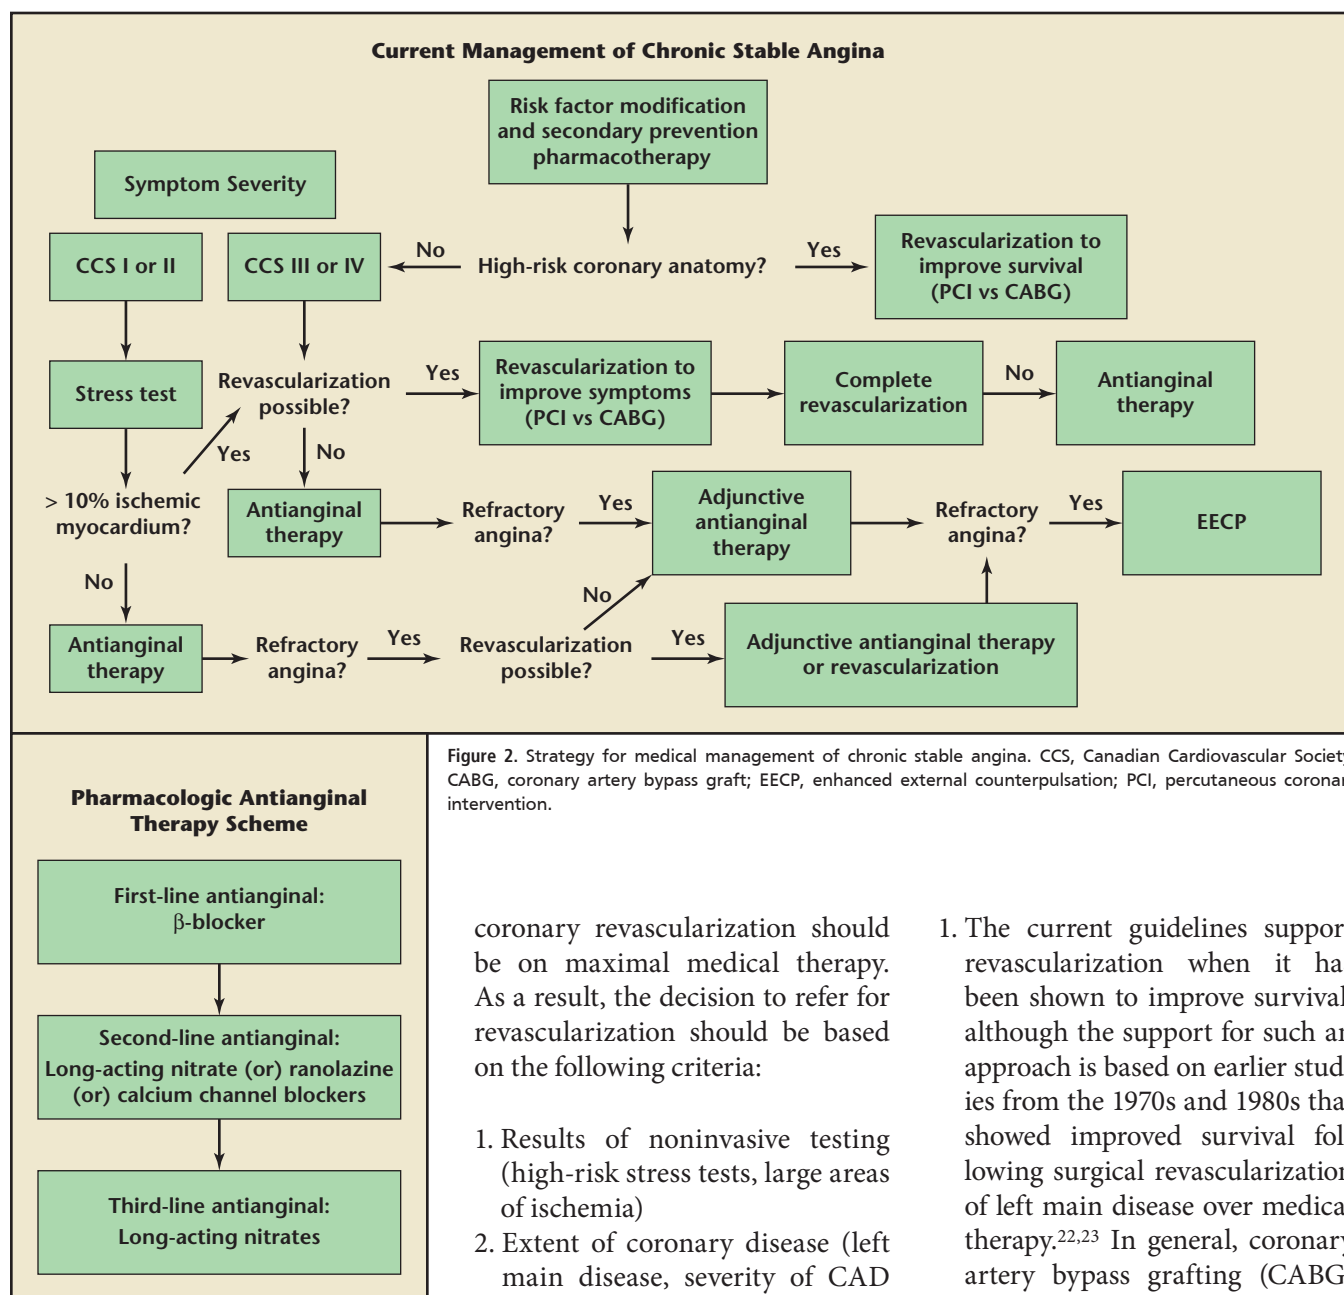 Current Management of Chronic Stable Angina
Risk factor modification
and secondary prevention
pharmacotherapy
Symptom Severity
CCS I or II
CCS III or IV
No
High-risk coronary anatomy?
Yes
Revascularization to
improve survival
(PCI vs CABG)
Stress test
Revascularization
possible?
Yes
Revascularization to
improve symptoms
(PCI vs CABG)
Complete
revascularization
No
Antianginal
therapy
Yes
No
> 10% ischemic
myocardium?
Antianginal
therapy
Refractory
angina?
Yes
Adjunctive
antianginal
therapy
Refractory
angina?
Yes
EECP
No
No
Antianginal
therapy
Refractory
angina?
Yes
Revascularization
possible?
Yes
Adjunctive antianginal therapy
or revascularization
Pharmacologic Antianginal
Therapy Scheme
First-line antianginal:
β-blocker
Second-line antianginal:
Long-acting nitrate (or) ranolazine
(or) calcium channel blockers
Third-line antianginal:
Long-acting nitrates
Figure 2. Strategy for medical management of chronic stable angina. CCS, Canadian Cardiovascular Society
CABG, coronary artery bypass graft; EECP, enhanced external counterpulsation; PCI, percutaneous coronar
intervention.
coronary revascularization should
be on maximal medical therapy.
As a result, the decision to refer for
revascularization should be based
on the following criteria:
1. Results of noninvasive testing
(high-risk stress tests, large areas
of ischemia)
2. Extent of coronary disease (left
main disease, severity of CAD
1. The current guidelines support
revascularization when it ha
been shown to improve survival
although the support for such an
approach is based on earlier stud
ies from the 1970s and 1980s tha
showed improved survival fol
lowing surgical revascularization
of left main disease over medica
therapy.22,23 In general, coronary
artery bypass grafting (CABG